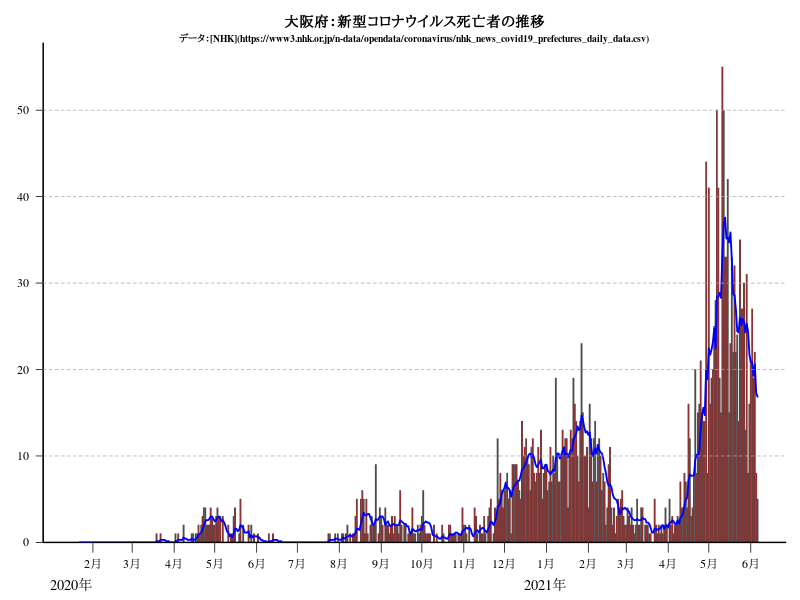 大阪府：新型コロナウイルス死亡者の推移
データ：[NHK](https://www3.nhk.or.jp/n-data/opendata/coronavirus/nhk_news_covid19_prefectures_daily_data.csv)
50
40
30
20
10
0
2月 3月 4月 5月 6月 7月 8月 9月 10月 11月 12月 1月 2月 3月 4月 5月 6月
2020年 2021年